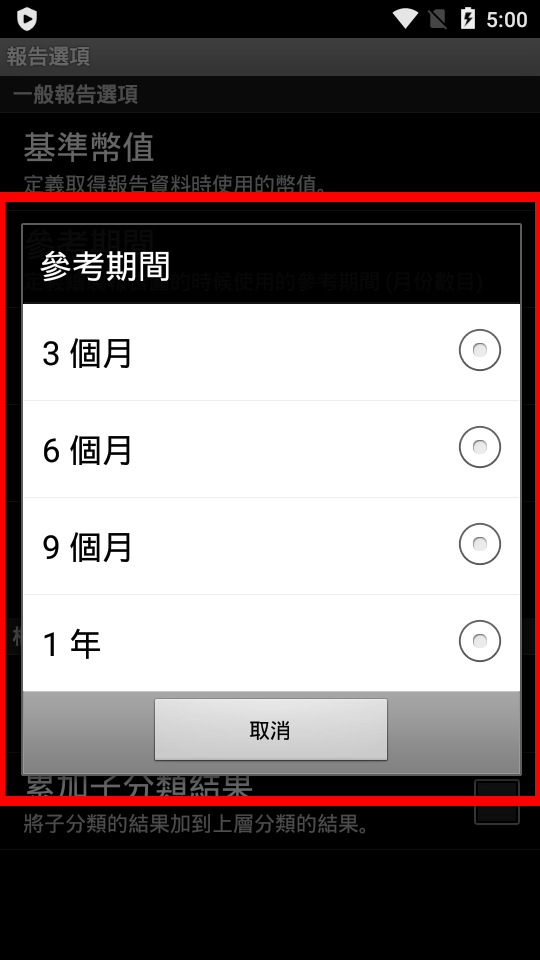 5:00
報告選項
一般報告選項
基準幣值
定義取得報告資料時使用的幣值。
參考期間
的時候使用的參考期間 (月份數目)
參考期間
3 個月
6 個月
9 個月
1 年
取消
累加子分類結果
將子分類的結果加到上層分類的結果。